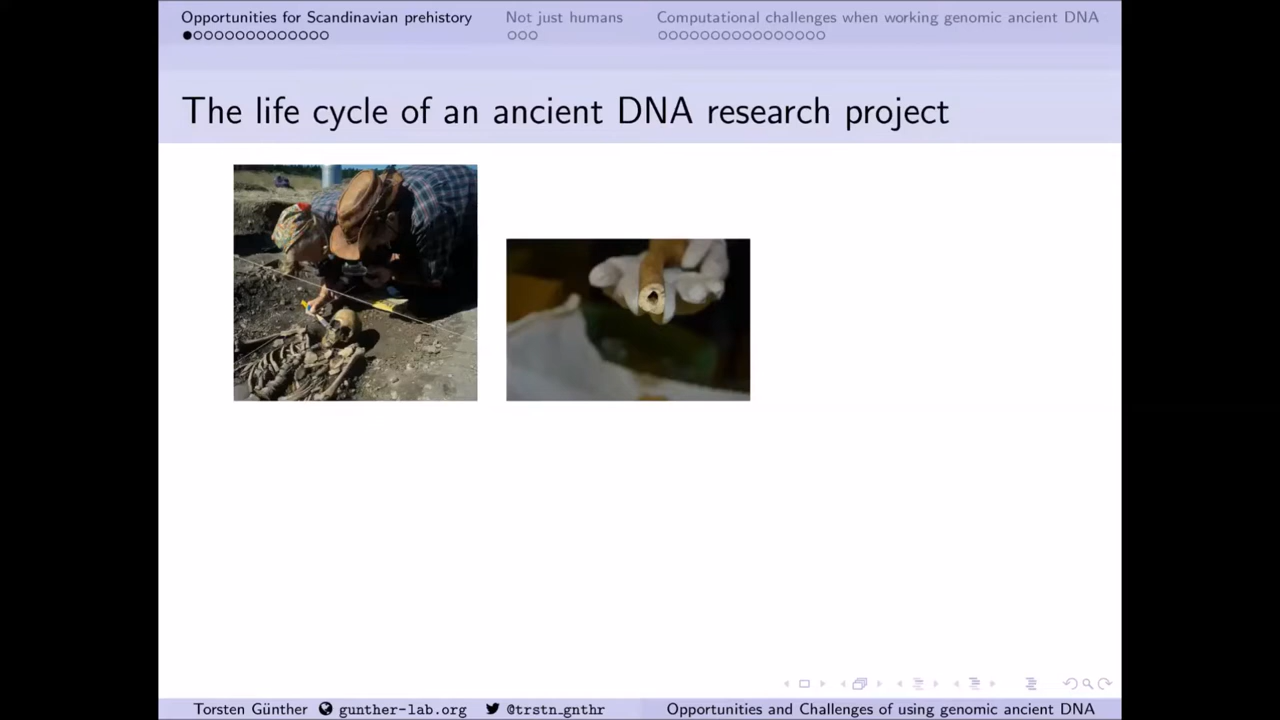 Opportunities for Scandinavian prehistory
Not just humans
Computational challenges when working genomic ancient DNA
The life cycle of an ancient DNA research project
Torsten Günther gunther-lab.org @trstn_gnthr
Opportunities and Challenges of using genomic ancient DNA